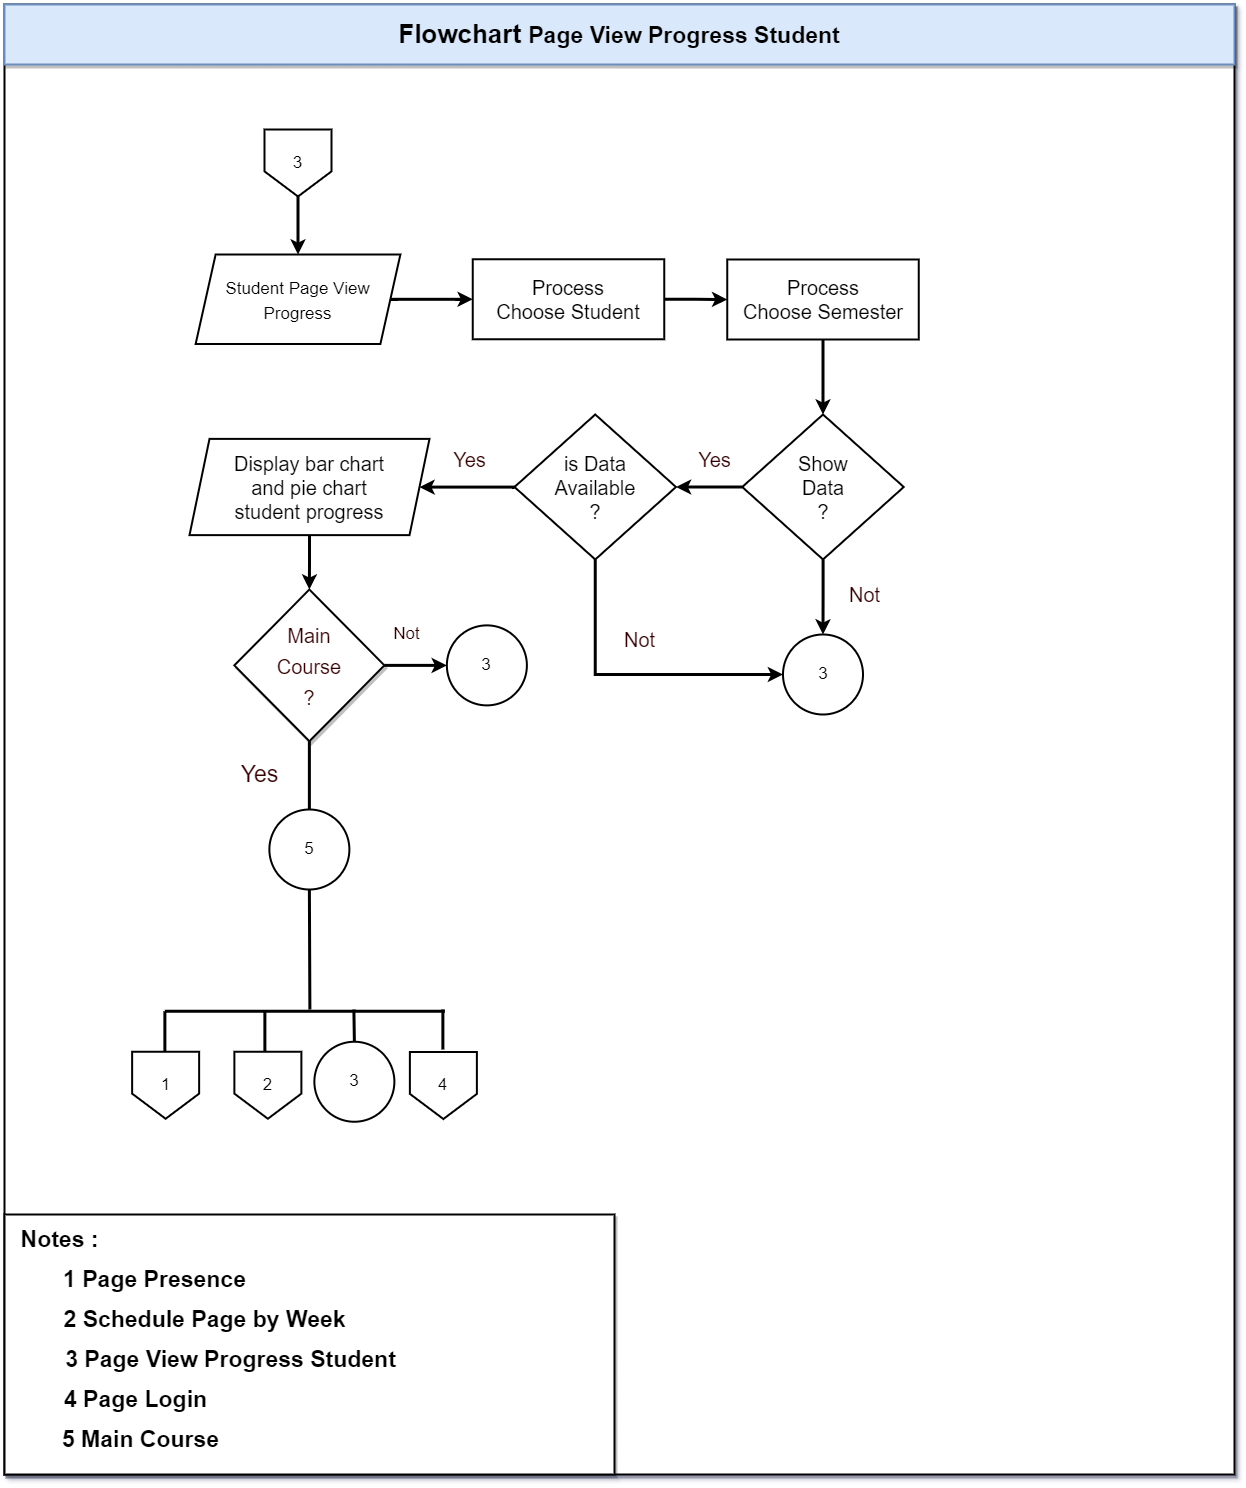 Flowchart Page View Progress Student
3
Student Page View
Progress
Process
Choose Student
Process
Choose Semester
Display bar chart
and pie chart
student progress
Yes
is Data
Available
?
Yes
Show
Data
?
Not
Not
3
Main
Course
?
Not
3
Yes
5
1
2
3
4
Notes :
1 Page Presence
2 Schedule Page by Week
3 Page View Progress Student
4 Page Login
5 Main Course